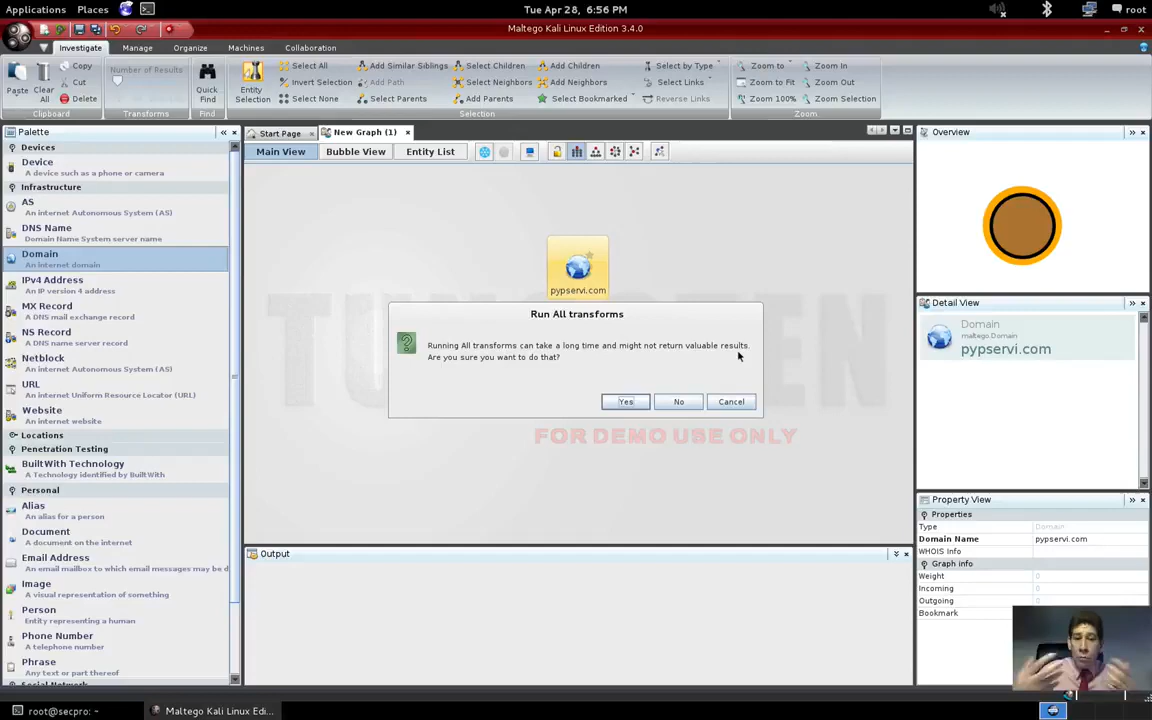 Applications Places Tue Apr 28, 6:56 PM root
Maltego Kali Linux Edition 3.4.0
Investigate Manage Organize Machines Collaboration
Copy Number of Results Select All Add Similar Siblings Select Children Add Children Select by Type Zoom to Zoom In
Cut Invert Selection Add Path Select Neighbors Add Neighbors Select Links Zoom to Fit Zoom Out
Paste Clear All Delete Quick Find Entity Selection Select None Select Parents Add Parents Select Bookmarked Reverse Links Zoom 100% Zoom Selection
Clipboard Transforms Find Selection Zoom
Palette
Devices
Device
A device such as a phone or camera
Infrastructure
AS
An internet Autonomous System (AS)
DNS Name
Domain Name System server name
Domain
An internet domain
IPv4 Address
An IP version 4 address
MX Record
A DNS mail exchange record
NS Record
A DNS name server record
Netblock
An internet Autonomous System (AS)
URL
An internet Uniform Resource Locator (URL)
Website
An internet website
Locations
Penetration Testing
BuiltWith Technology
A Technology identified by BuiltWith
Personal
Alias
An alias for a person
Document
A document on the internet
Email Address
An email mailbox to which email messages may be d
Image
A visual representation of something
Person
Entity representing a human
Phone Number
A telephone number
Phrase
Any text or part thereof
Social Network
Start Page New Graph (1)
Main View Bubble View Entity List
pypservi.com
Run All transforms
Running All transforms can take a long time and might not return valuable results.
Are you sure you want to do that?
Yes No Cancel
FOR DEMO USE ONLY
Output
Overview
Detail View
Domain
maltego.Domain
pypservi.com
Property View
Properties
Type Domain
Domain Name pypservi.com
WHOIS Info
Graph info
Weight 0
Incoming 0
Outgoing 0
Bookmark
root@secpro: ~ Maltego Kali Linux Edi...